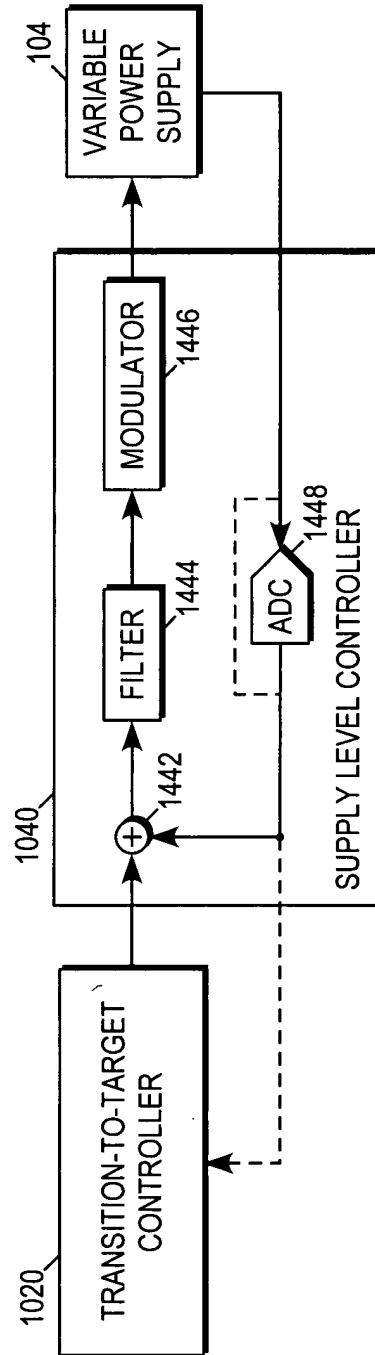 1020
TRANSITION-TO-TARGET
CONTROLLER
1040
+
1442
FILTER
1444
MODULATOR
1446
104
VARIABLE
POWER
SUPPLY
ADC
1448
SUPPLY LEVEL CONTROLLER